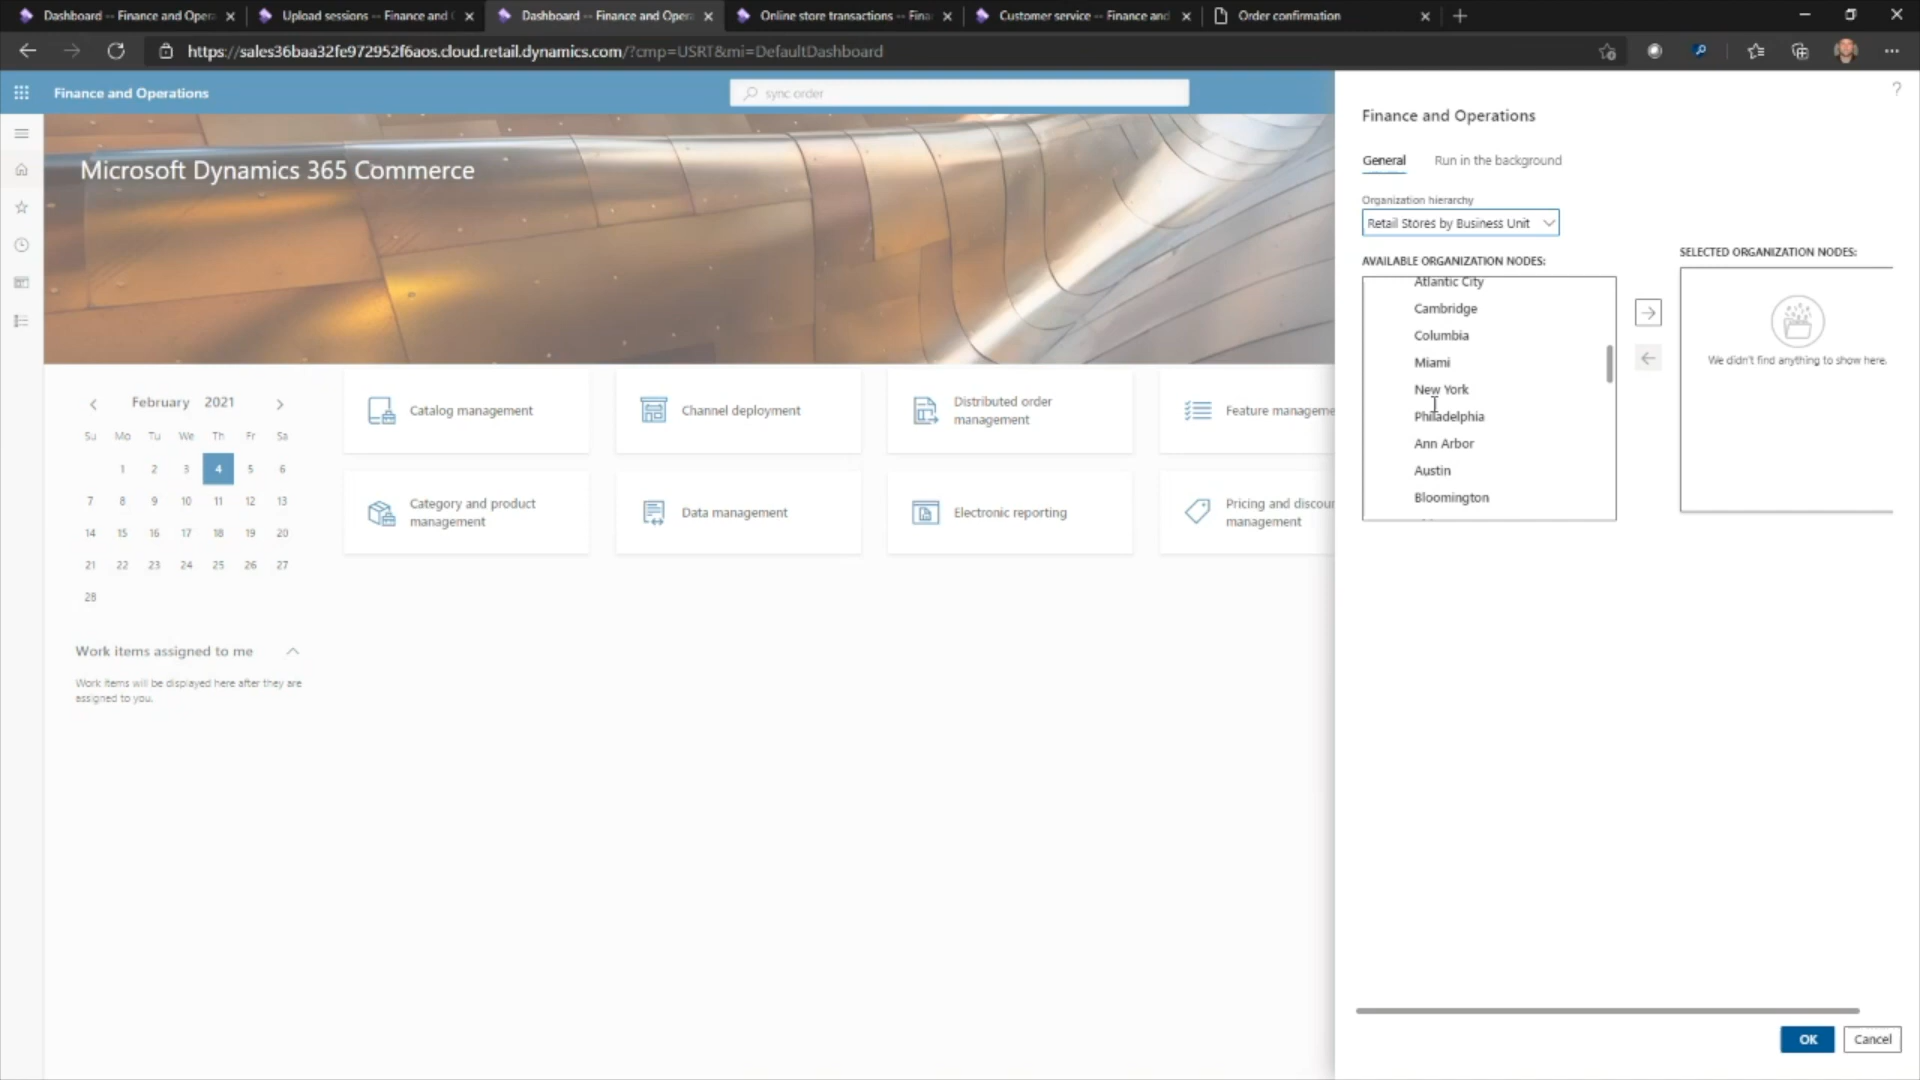 Dashboard -- Finance and Oper
Upload sessions -- Finance and
Dashboard -- Finance and Oper
Online store transactions -- Fina
Customer service -- Finance and
Order confirmation
https://sales36baa32fe972952f6aos.cloud.retail.dynamics.com/?cmp=USRT&mi=DefaultDashboard
Finance and Operations
sync order
Microsoft Dynamics 365 Commerce
February 2021
Su Mo Tu We Th Fr Sa
1 2 3 4 5 6
7 8 9 10 11 12 13
14 15 16 17 18 19 20
21 22 23 24 25 26 27
28
Work items assigned to me
Work items will be displayed here after they are
assigned to you.
Catalog management
Channel deployment
Distributed order
management
Feature manageme
Category and product
management
Data management
Electronic reporting
Pricing and discour
management
?
Finance and Operations
General
Run in the background
Organization hierarchy
Retail Stores by Business Unit
AVAILABLE ORGANIZATION NODES:
Atlantic City
Cambridge
Columbia
Miami
New York
Philadelphia
Ann Arbor
Austin
Bloomington
SELECTED ORGANIZATION NODES:
We didn't find anything to show here.
OK
Cancel